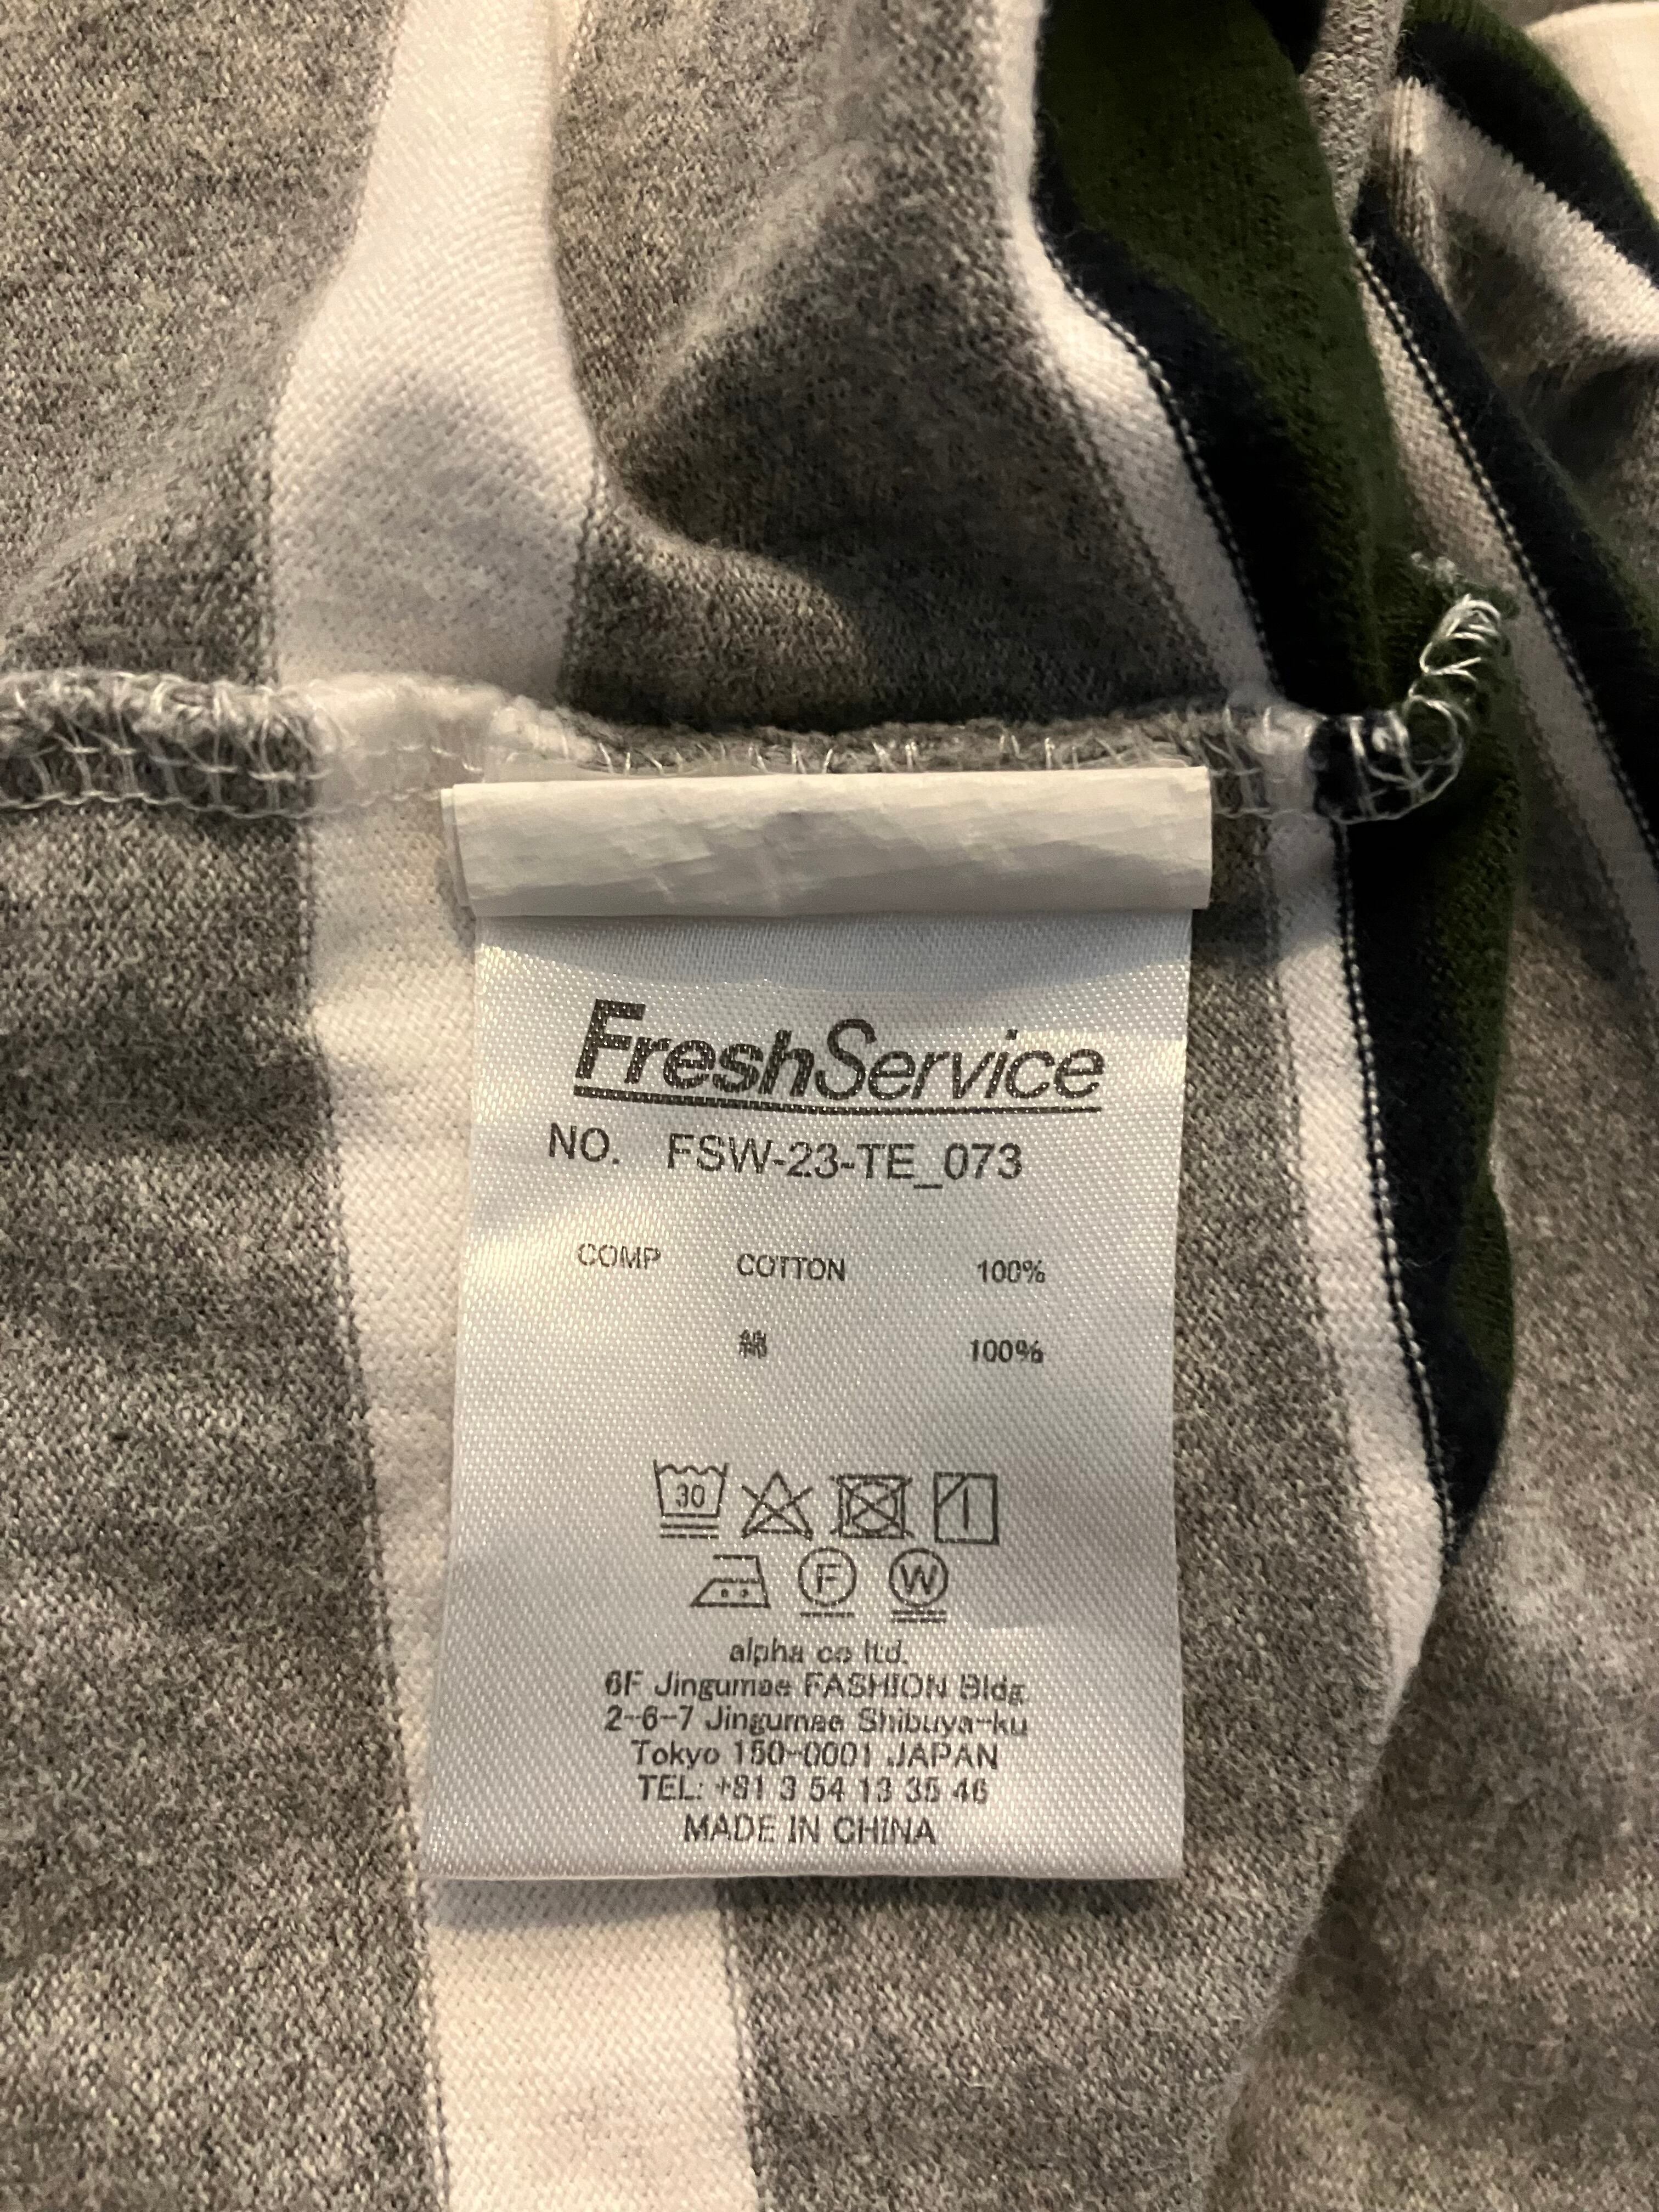 FreshService
NO. FSW-23-TE_073
COMP COTTON 100%
綿 100%
30
F W
alpha co ltd.
6F Jingumae FASHION Bldg
2-6-7 Jingumae Shibuya-ku
Tokyo 150-0001 JAPAN
TEL: +81 3 54 13 35 46
MADE IN CHINA